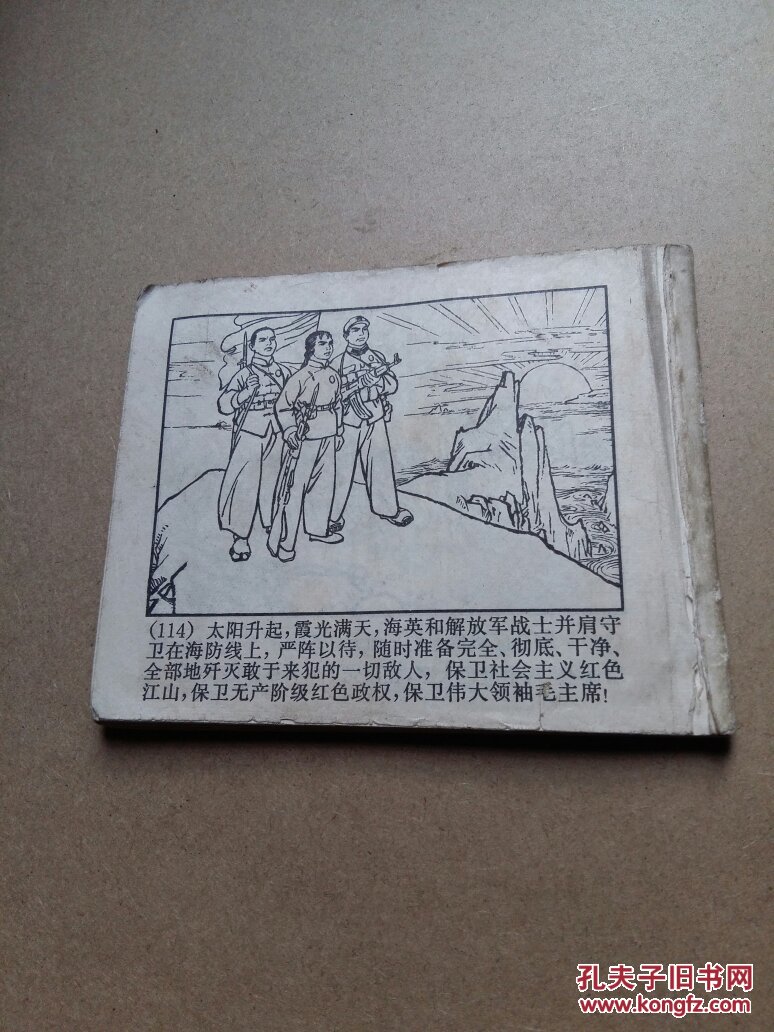 (114) 太阳升起，霞光满天，海英和解放军战士并肩守
卫在海防线上，严阵以待，随时准备完全、彻底、干净、
全部地歼灭敢于来犯的一切敌人，保卫社会主义红色
江山，保卫无产阶级红色政权，保卫伟大领袖毛主席！
孔夫子旧书网
www.kongfz.com